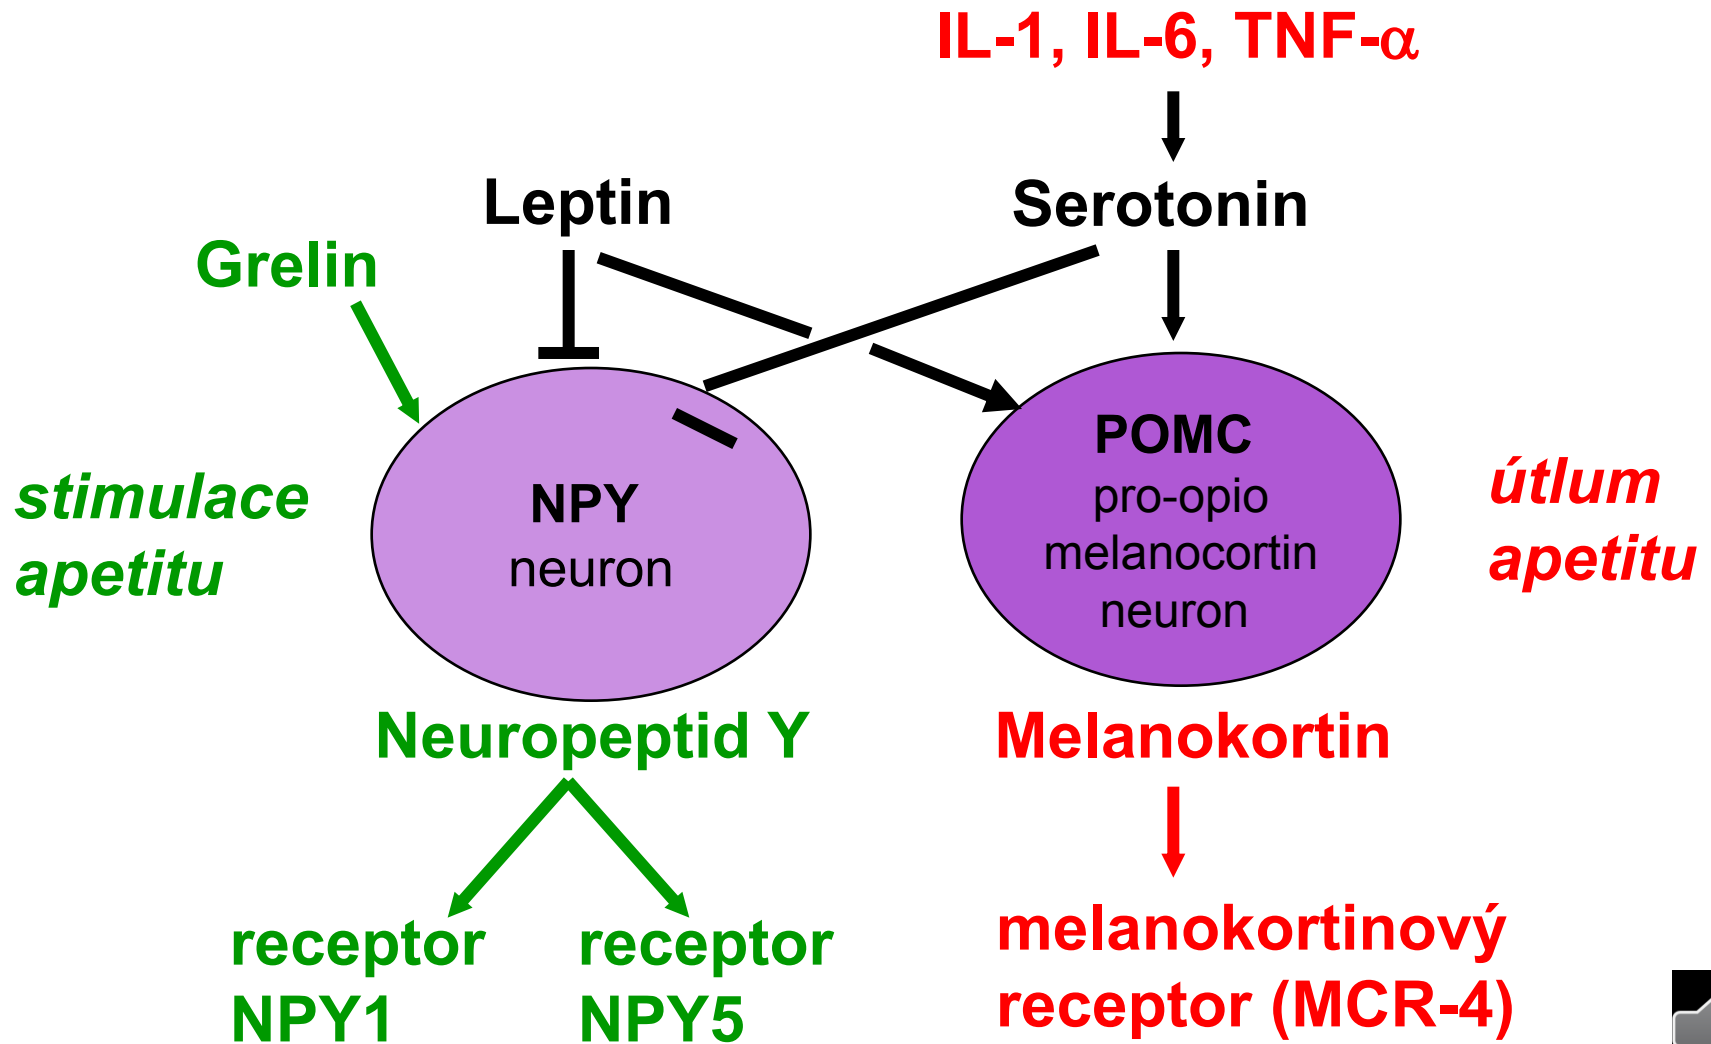 IL-1, IL-6, TNF-α
Leptin
Serotonin
Grelin
stimulace
apetitu
NPY
neuron
POMC
pro-opio
melanocortin
neuron
útlum
apetitu
Neuropeptid Y
Melanokortin
receptor
NPY1
receptor
NPY5
melanokortinový
receptor (MCR-4)